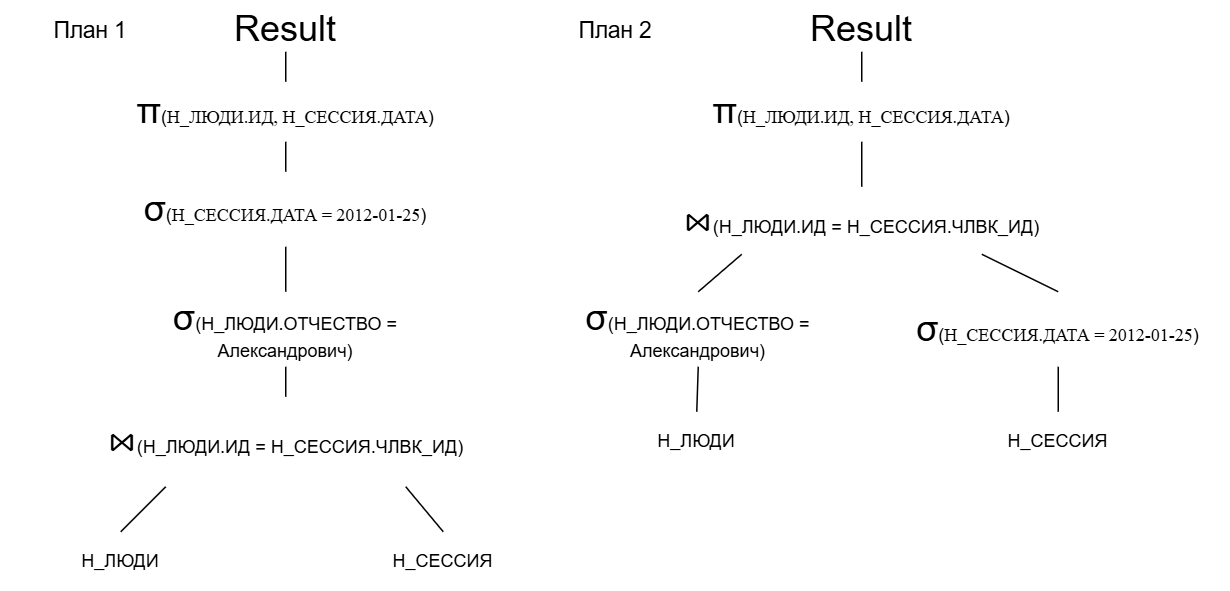 План 1
Result
π(Н_ЛЮДИ.ИД, Н_СЕССИЯ.ДАТА)
σ(Н_СЕССИЯ.ДАТА = 2012-01-25)
σ(Н_ЛЮДИ.ОТЧЕСТВО =
Александрович)
⋈(Н_ЛЮДИ.ИД = Н_СЕССИЯ.ЧЛВК_ИД)
Н_ЛЮДИ
Н_СЕССИЯ
План 2
Result
π(Н_ЛЮДИ.ИД, Н_СЕССИЯ.ДАТА)
⋈(Н_ЛЮДИ.ИД = Н_СЕССИЯ.ЧЛВК_ИД)
σ(Н_ЛЮДИ.ОТЧЕСТВО =
Александрович)
σ(Н_СЕССИЯ.ДАТА = 2012-01-25)
Н_ЛЮДИ
Н_СЕССИЯ